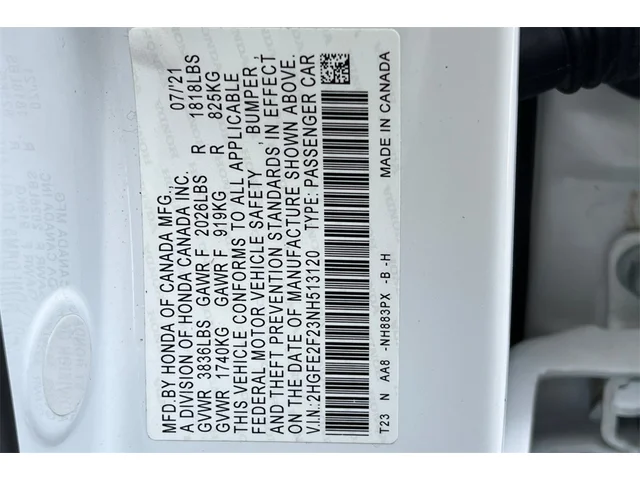 MFD.BY HONDA OF CANADA MFG., 07/'21
A DIVISION OF HONDA CANADA INC.
GVWR 3836LBS GAWR F 2026LBS R 1818LBS
GVWR 1740KG GAWR F 919KG R 825KG
THIS VEHICLE CONFORMS TO ALL APPLICABLE
FEDERAL MOTOR VEHICLE SAFETY , BUMPER ,
AND THEFT PREVENTION STANDARDS IN EFFECT
ON THE DATE OF MANUFACTURE SHOWN ABOVE.
V.I.N.: 2HGFE2F23NH513120 TYPE: PASSENGER CAR
T23 N AA8 -NH883PX -B -H MADE IN CANADA